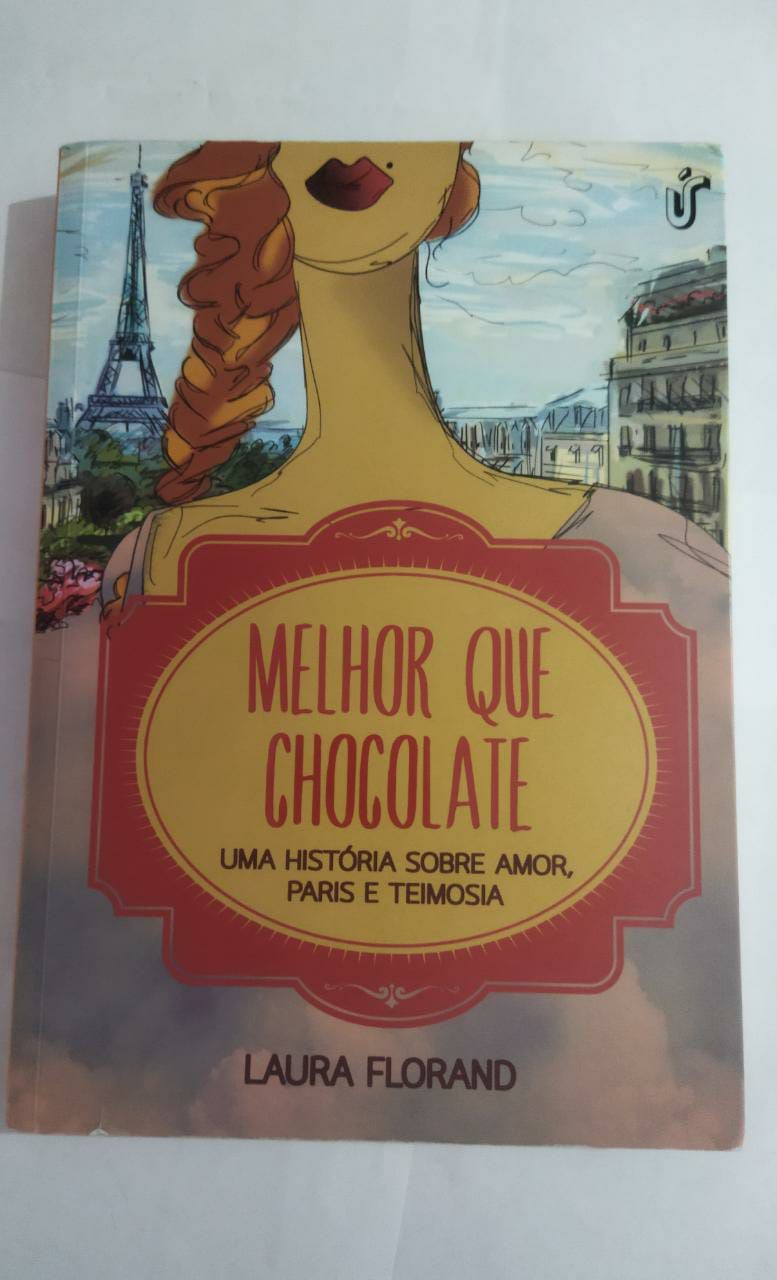 MELHOR QUE
CHOCOLATE
UMA HISTÓRIA SOBRE AMOR,
PARIS E TEIMOSIA
LAURA FLORAND